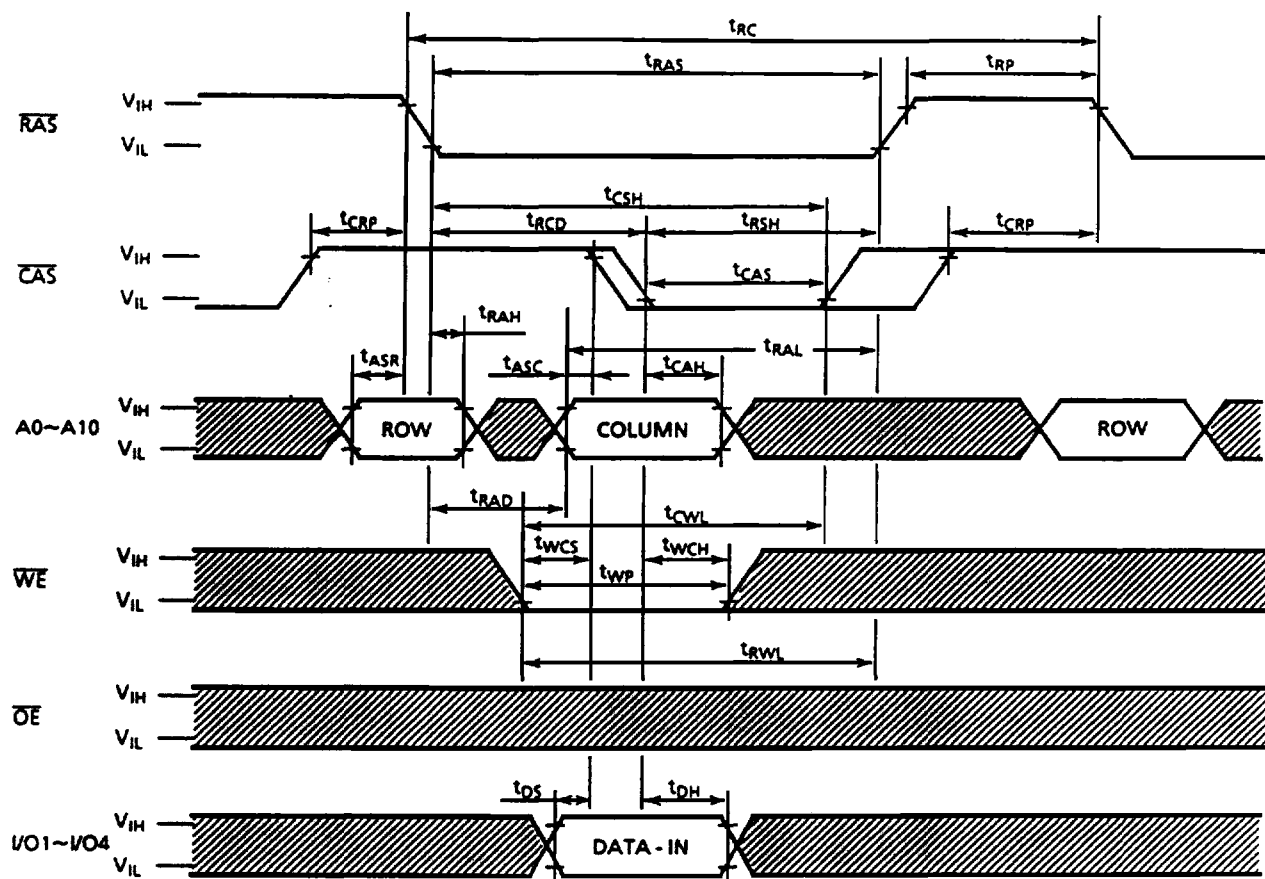 tRC
tRAS
tRP
RAS
VIH
VIL
tCSH
tCRP
tRCD
tRSH
tCRP
CAS
VIH
VIL
tCAS
tRAH
tRAL
tASR
tASC
tCAH
A0~A10
VIH
VIL
ROW
COLUMN
ROW
tRAD
tCWL
tWCS
tWCH
WE
VIH
VIL
tWP
tRWL
OE
VIH
VIL
tDS
tDH
I/O1~I/O4
VIH
VIL
DATA - IN